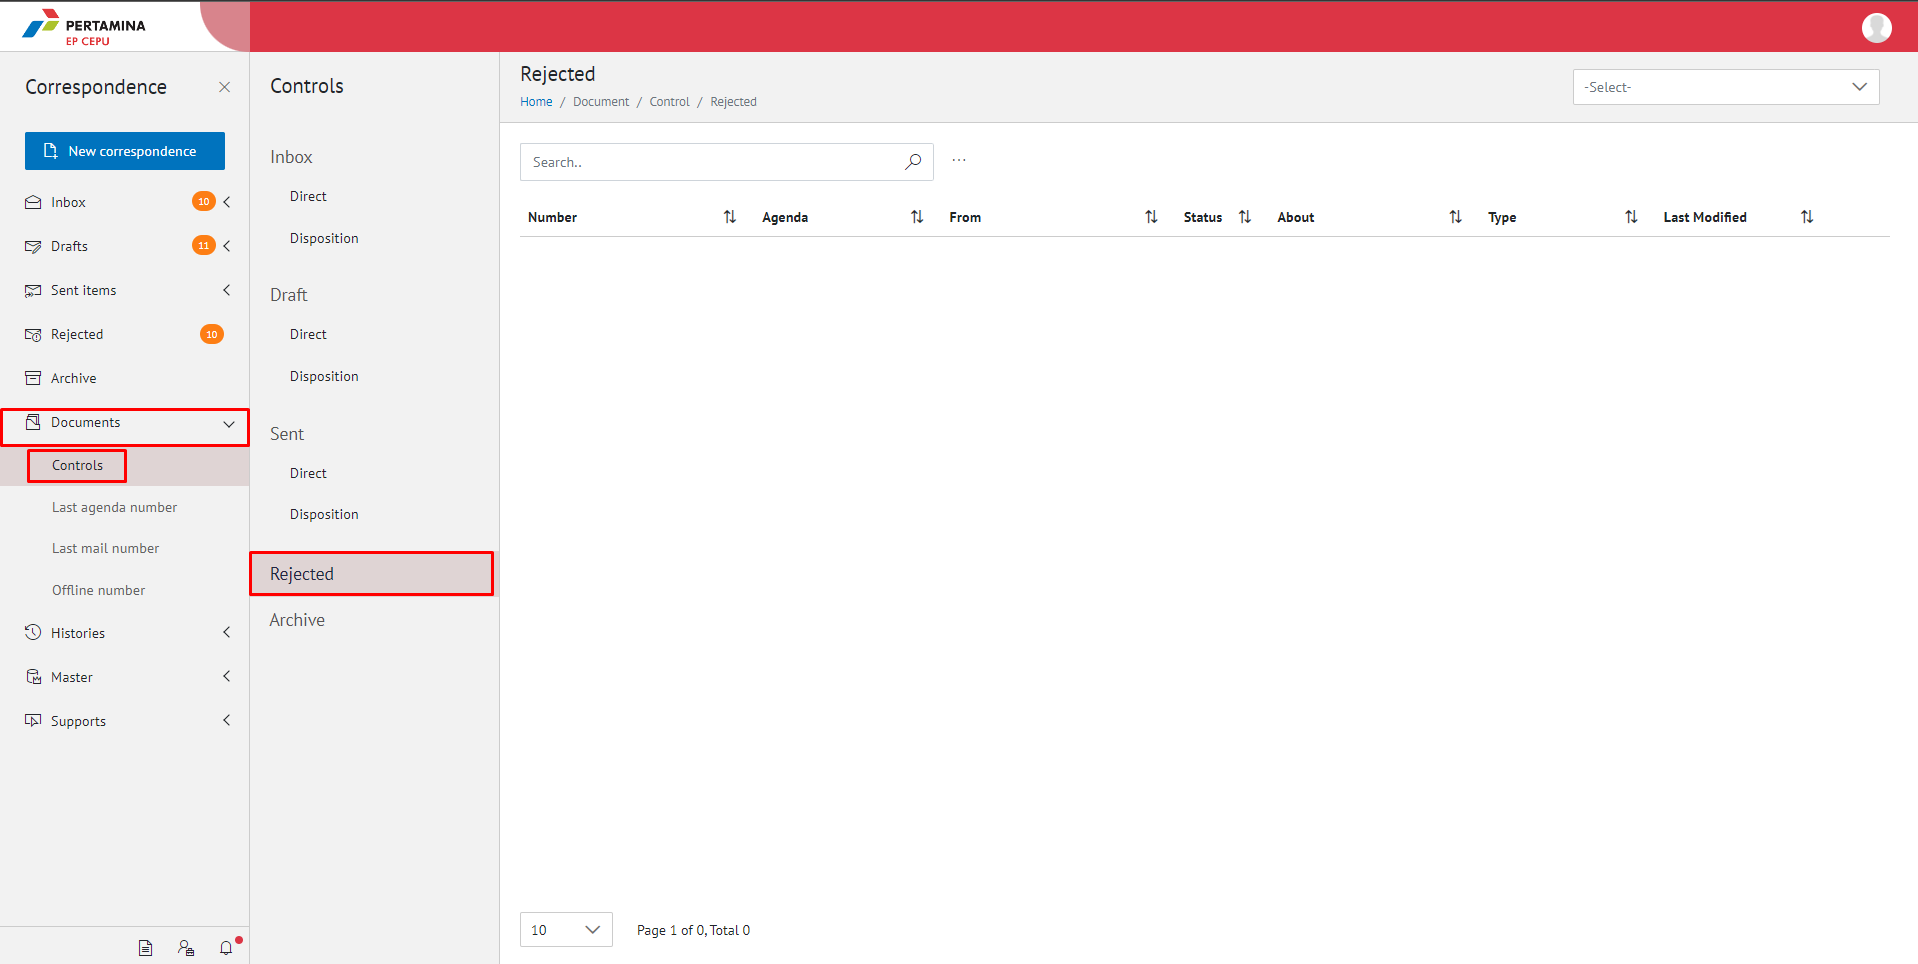 PERTAMINA
EP CEPU
Correspondence
New correspondence
Inbox 10
Drafts 11
Sent items
Rejected 10
Archive
Documents
Controls
Last agenda number
Last mail number
Offline number
Histories
Master
Supports
Controls
Inbox
Direct
Disposition
Draft
Direct
Disposition
Sent
Direct
Disposition
Rejected
Archive
Rejected
Home / Document / Control / Rejected
-Select-
Search..
...
Number Agenda From Status About Type Last Modified
10 Page 1 of 0, Total 0